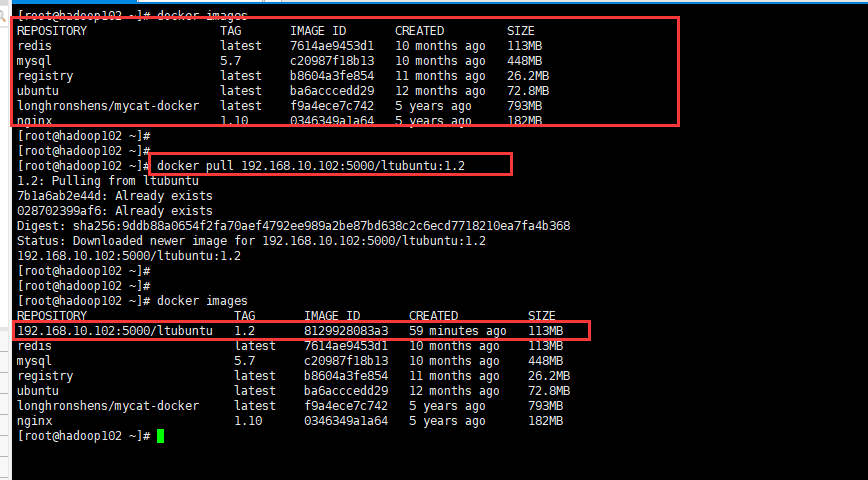 [root@hadoop102 ~]# docker images
REPOSITORY TAG IMAGE ID CREATED SIZE
redis latest 7614ae9453d1 10 months ago 113MB
mysql 5.7 c20987f18b13 10 months ago 448MB
registry latest b8604a3fe854 11 months ago 26.2MB
ubuntu latest ba6acccedd29 12 months ago 72.8MB
longhronshens/mycat-docker latest f9a4ece7c742 5 years ago 793MB
nginx 1.10 0346349a1a64 5 years ago 182MB
[root@hadoop102 ~]#
[root@hadoop102 ~]#
[root@hadoop102 ~]# docker pull 192.168.10.102:5000/ltubuntu:1.2
1.2: Pulling from ltubuntu
7b1a6ab2e44d: Already exists
028702399af6: Already exists
Digest: sha256:9ddb88a0654f2fa70aef4792ee989a2be87bd638c2c6ecd7718210ea7fa4b368
Status: Downloaded newer image for 192.168.10.102:5000/ltubuntu:1.2
192.168.10.102:5000/ltubuntu:1.2
[root@hadoop102 ~]#
[root@hadoop102 ~]#
[root@hadoop102 ~]# docker images
REPOSITORY TAG IMAGE ID CREATED SIZE
192.168.10.102:5000/ltubuntu 1.2 8129928083a3 59 minutes ago 113MB
redis latest 7614ae9453d1 10 months ago 113MB
mysql 5.7 c20987f18b13 10 months ago 448MB
registry latest b8604a3fe854 11 months ago 26.2MB
ubuntu latest ba6acccedd29 12 months ago 72.8MB
longhronshens/mycat-docker latest f9a4ece7c742 5 years ago 793MB
nginx 1.10 0346349a1a64 5 years ago 182MB
[root@hadoop102 ~]#